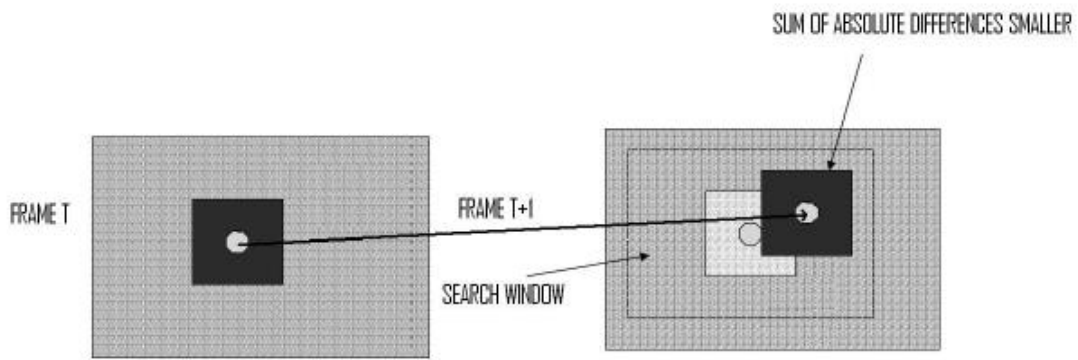 SUM OF ABSOLUTE DIFFERENCES SMALLER
FRAME T
FRAME T+1
SEARCH WINDOW